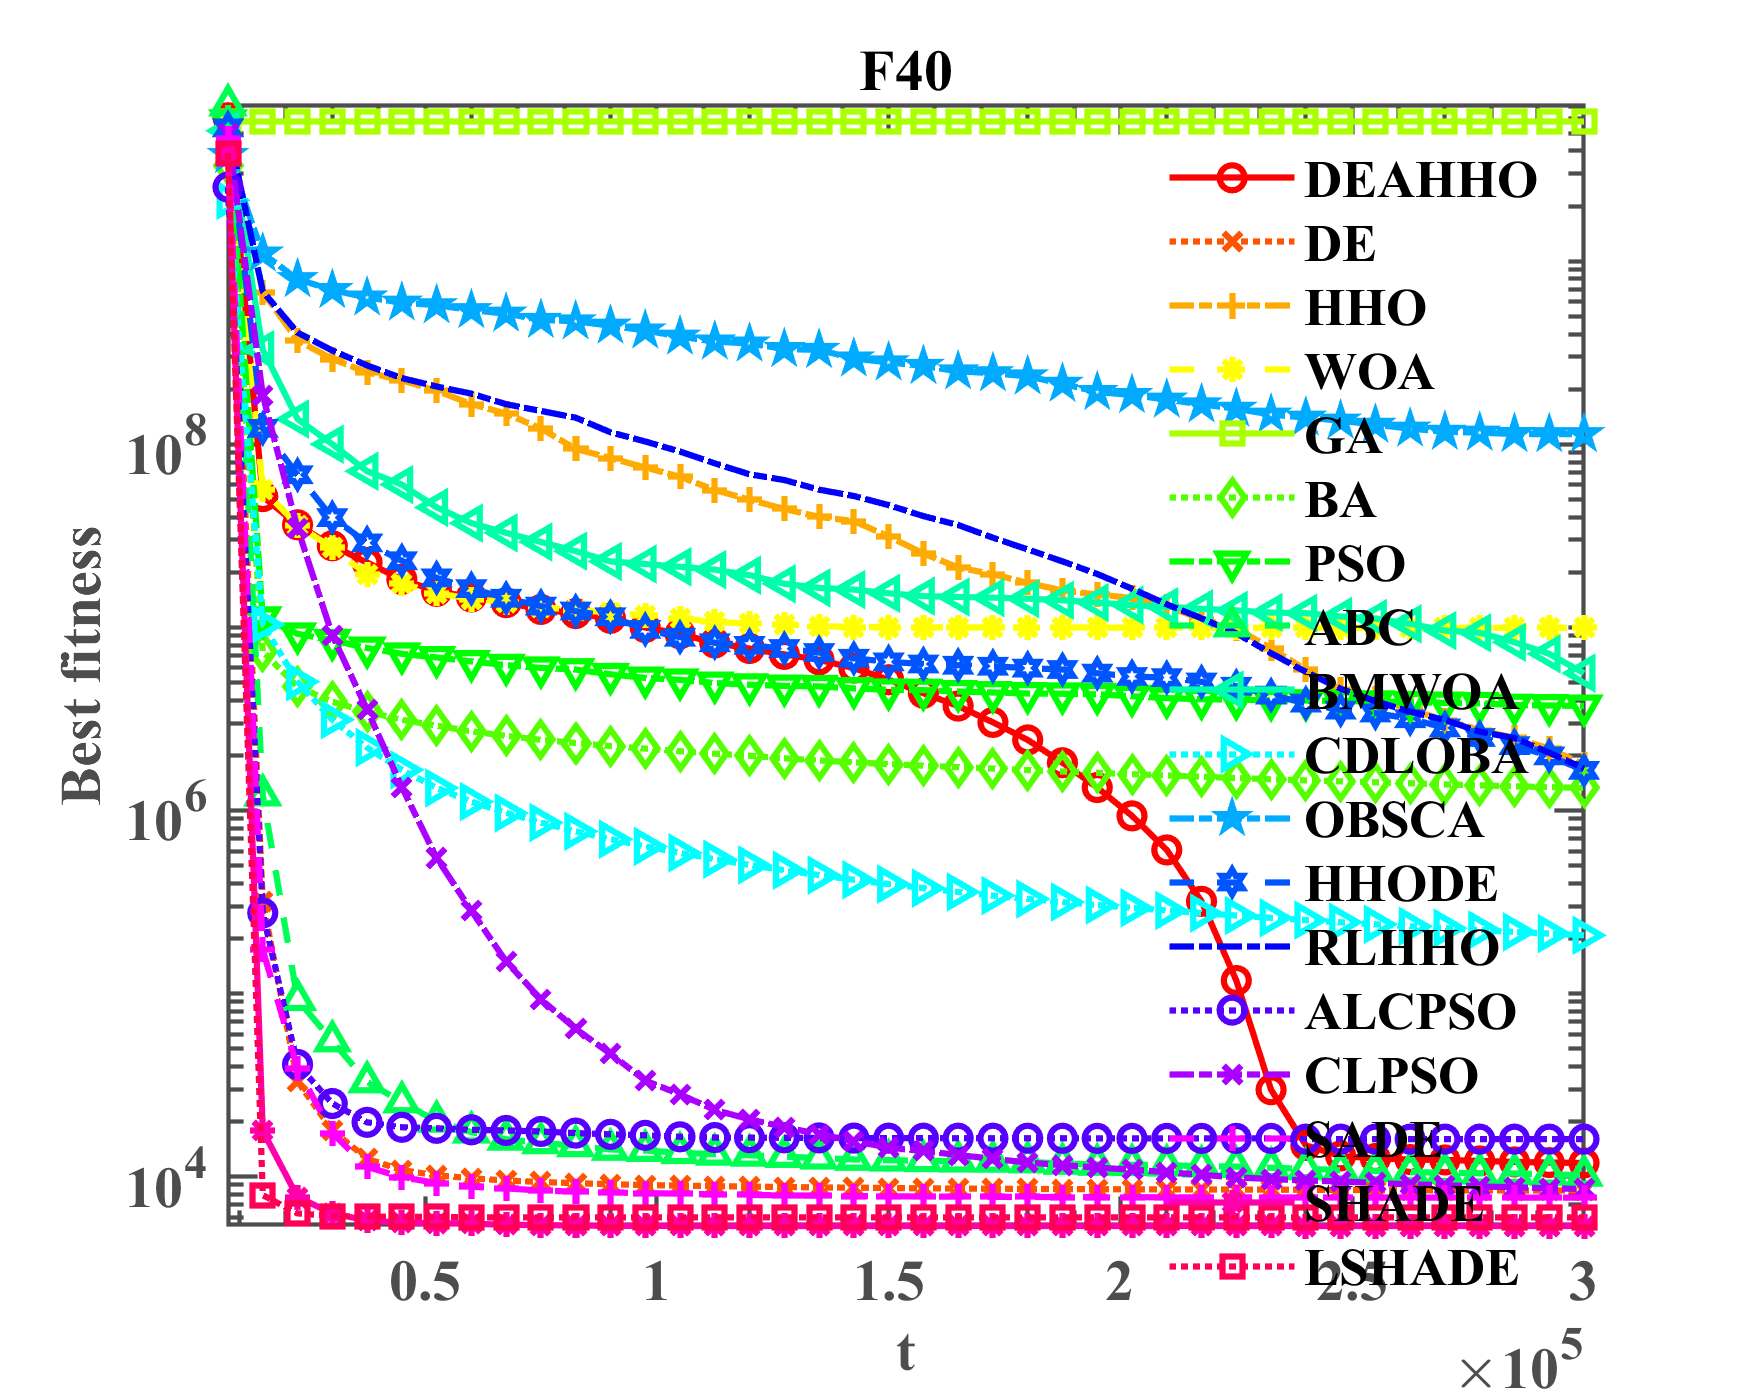 F40
DEAHHO
DE
HHO
WOA
GA
BA
PSO
ABC
BMWOA
CDLOBA
OBSCA
HHODE
RLHHO
ALCPSO
CLPSO
SADE
SHADE
LSHADE
Best fitness
10^8
10^6
10^4
0.5 1 1.5 2 2.5 3
t
×10^5